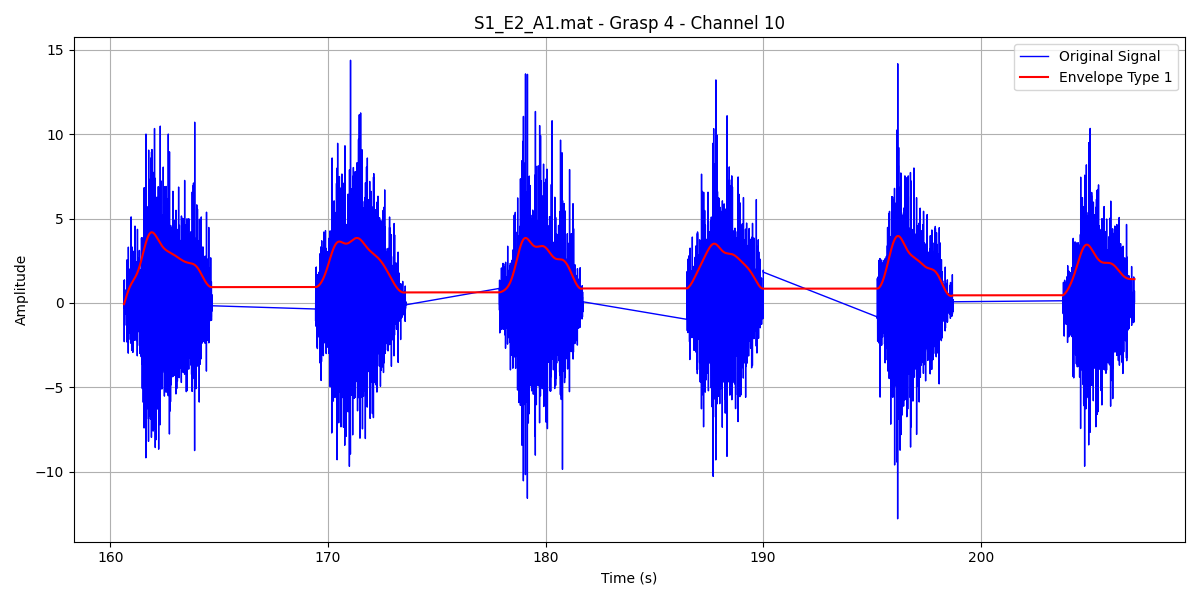 S1_E2_A1.mat - Grasp 4 - Channel 10
Original Signal
Envelope Type 1
Amplitude
15
10
5
0
−5
−10
160 170 180 190 200
Time (s)